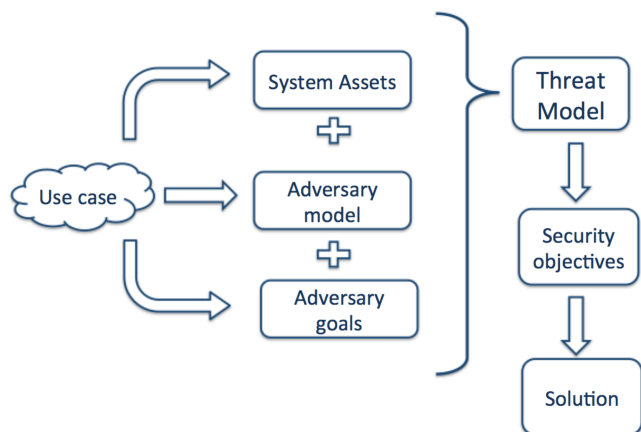 Use case
System Assets
Adversary
model
Adversary
goals
Threat
Model
Security
objectives
Solution